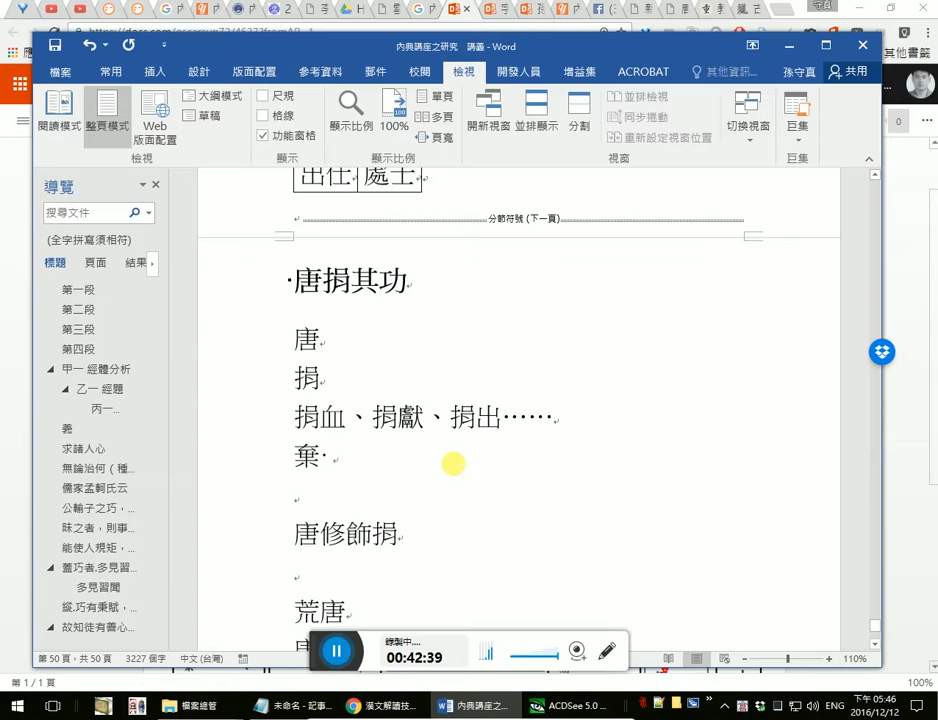 内典講座之研究 講義 - Word
檔案 常用 插入 設計 版面配置 參考資料 郵件 校閱 檢視 開發人員 增益集 ACROBAT 其他資訊... 孫守真 共用
閱讀模式 整頁模式 Web 版面配置 大綱模式 草稿
檢視
尺規
格線
功能窗格
顯示
顯示比例 100% 單頁 多頁 頁寬
顯示比例
開新視窗 並排顯示 分割 並排檢視 同步捲動 重新設定視窗位置 切換視窗
視窗
巨集
巨集
其他書籤
導覽
搜尋文件
(全字拼寫須相符)
標題 頁面 結果
第一段
第二段
第三段
第四段
甲一 經體分析
乙一 經題
丙一...
義
求諸人心
無論治何（種...
儒家孟軻氏云
公輸子之巧，...
昧之者，則事...
能使人規矩，...
蓋巧者,多見習...
多見習聞
縱,巧有秉賦，...
故知徒有善心...
出仕 處士
分節符號 (下一頁)
唐捐其功
唐
捐
捐血、捐獻、捐出……
棄
唐修飾捐
荒唐
錄製中....
00:42:39
第 50 頁，共 50 頁 3227 個字 中文 (台灣) 110%
第 1 / 1 頁 100%
檔案總管 未命名 - 記事... 漢文解讀技... 內典講座之... ACDSee 5.0 ... ENG 下午 05:46
2016/12/12